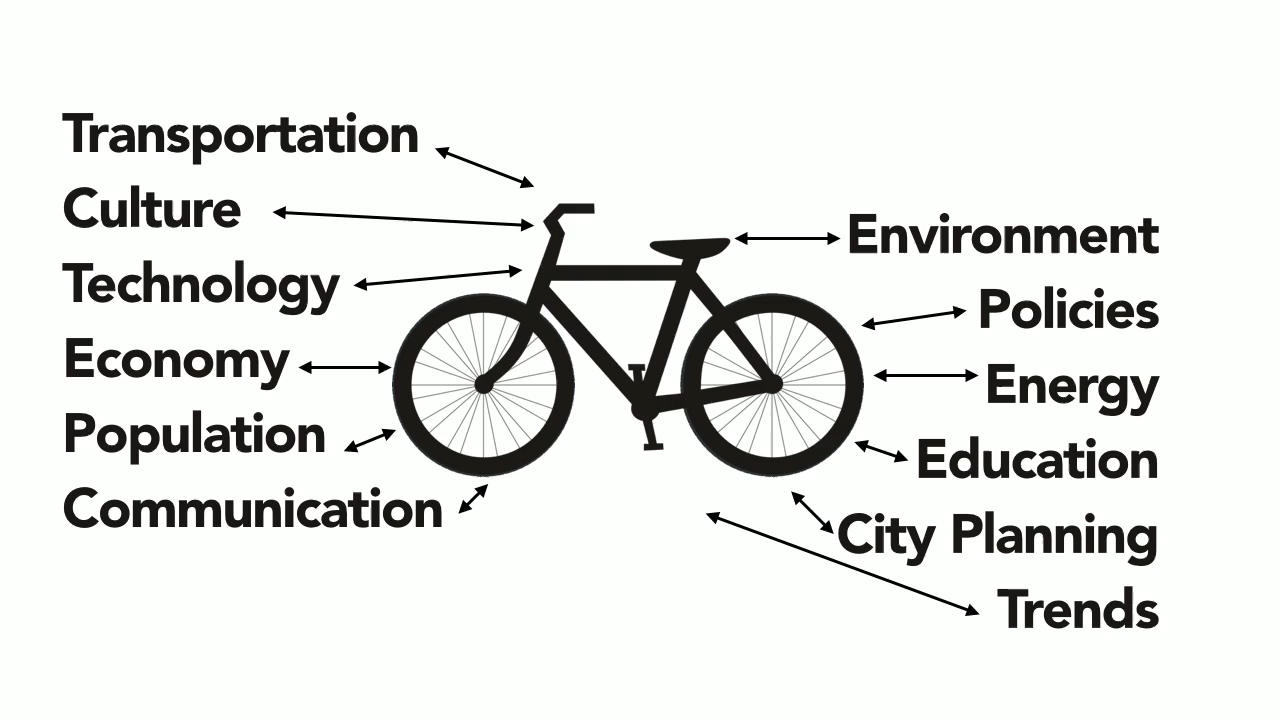 Transportation
Culture
Technology
Economy
Population
Communication
Environment
Policies
Energy
Education
City Planning
Trends